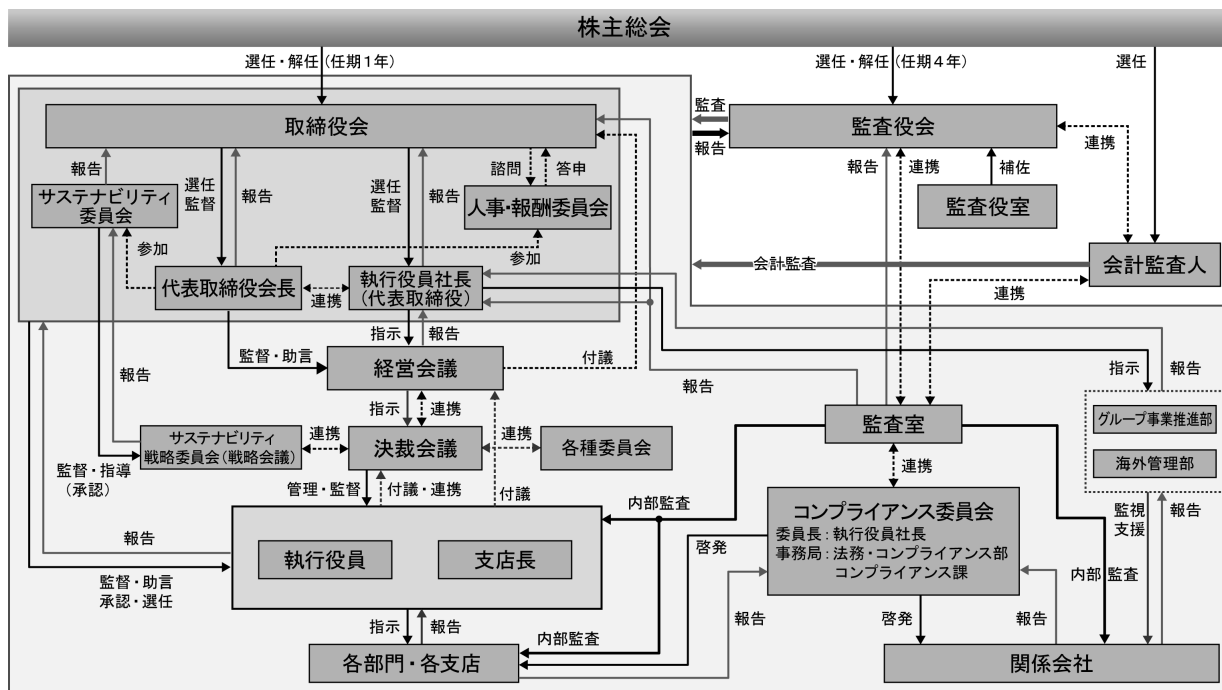 株主総会
選任・解任（任期１年）
選任・解任（任期４年）
選任
取締役会
監査
報告
監査役会
連携
報告
選任
監督
報告
選任
監督
報告
諮問
答申
報告
連携
補佐
サステナビリティ
委員会
人事・報酬委員会
監査役室
参加
参加
会計監査
会計監査人
代表取締役会長
連携
執行役員社長
（代表取締役）
連携
指示
報告
監督・助言
経営会議
付議
報告
報告
指示
報告
指示
連携
監査室
グループ事業推進部
サステナビリティ
戦略委員会（戦略会議）
連携
決裁会議
連携
各種委員会
海外管理部
監督・指導
（承認）
連携
管理・監督
付議・連携
付議
内部監査
コンプライアンス委員会
委員長：執行役員社長
事務局：法務・コンプライアンス部
コンプライアンス課
監視
支援
報告
報告
執行役員
支店長
啓発
内部監査
監督・助言
承認・選任
指示
報告
内部監査
報告
啓発
報告
各部門・各支店
関係会社